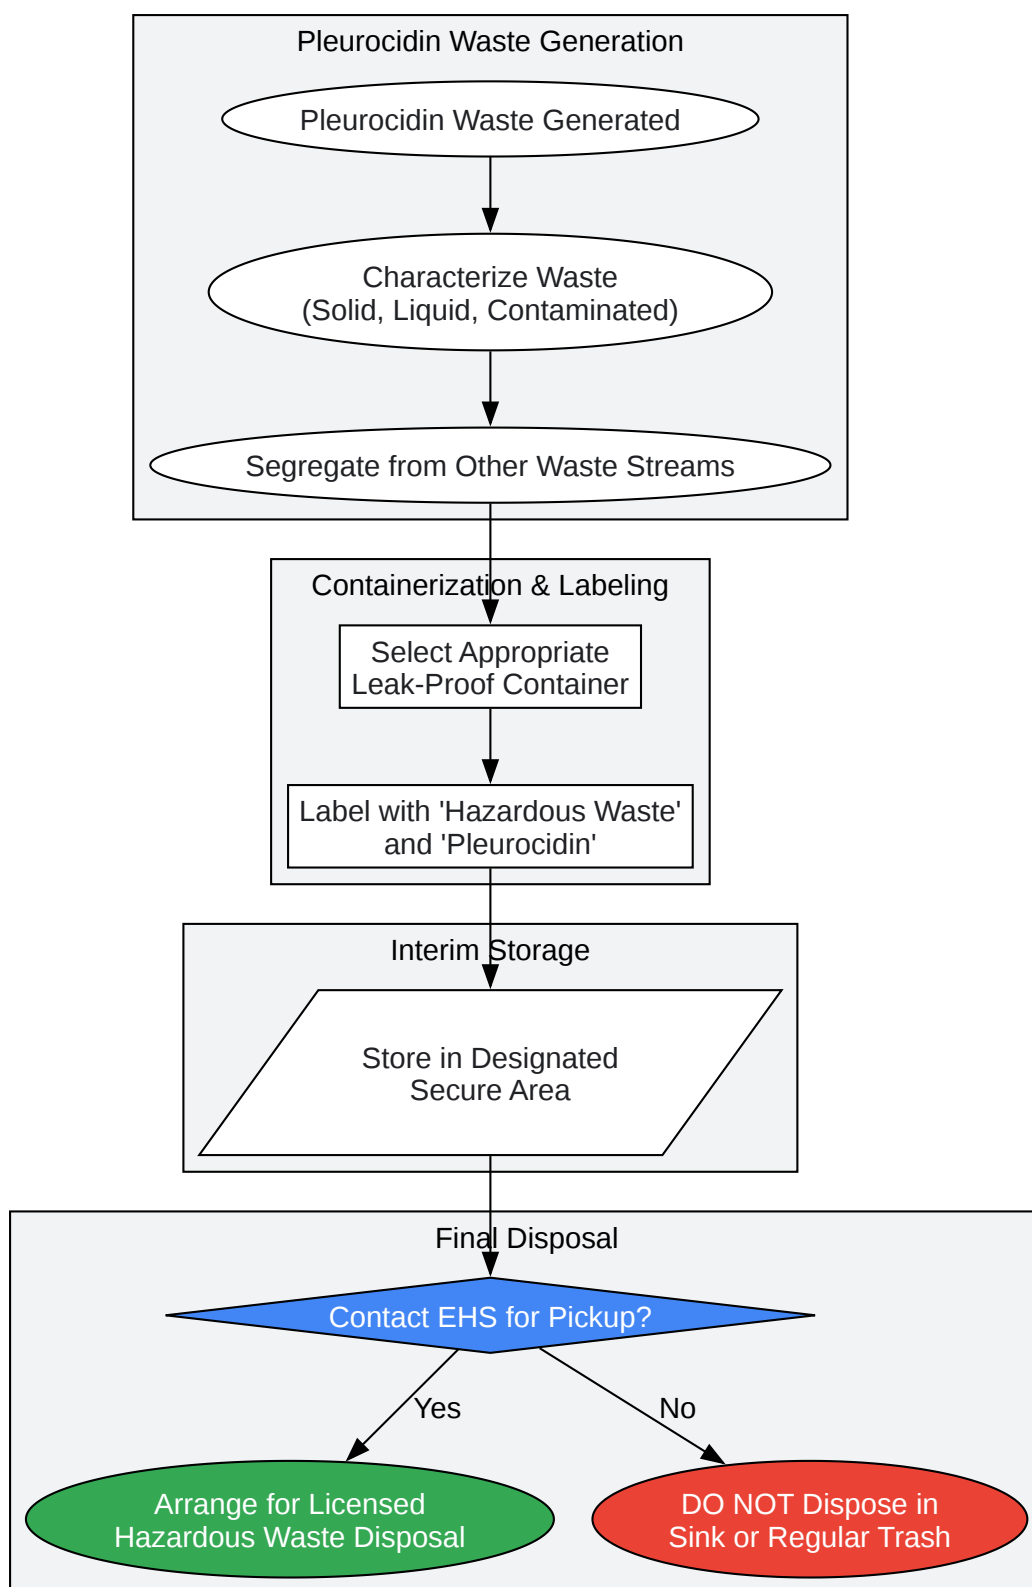 Pleurocidin Waste Generation
Pleurocidin Waste Generated
Characterize Waste
(Solid, Liquid, Contaminated)
Segregate from Other Waste Streams
Containerization & Labeling
Select Appropriate
Leak-Proof Container
Label with 'Hazardous Waste'
and 'Pleurocidin'
Interim Storage
Store in Designated
Secure Area
Final Disposal
Contact EHS for Pickup?
Yes
No
Arrange for Licensed
Hazardous Waste Disposal
DO NOT Dispose in
Sink or Regular Trash